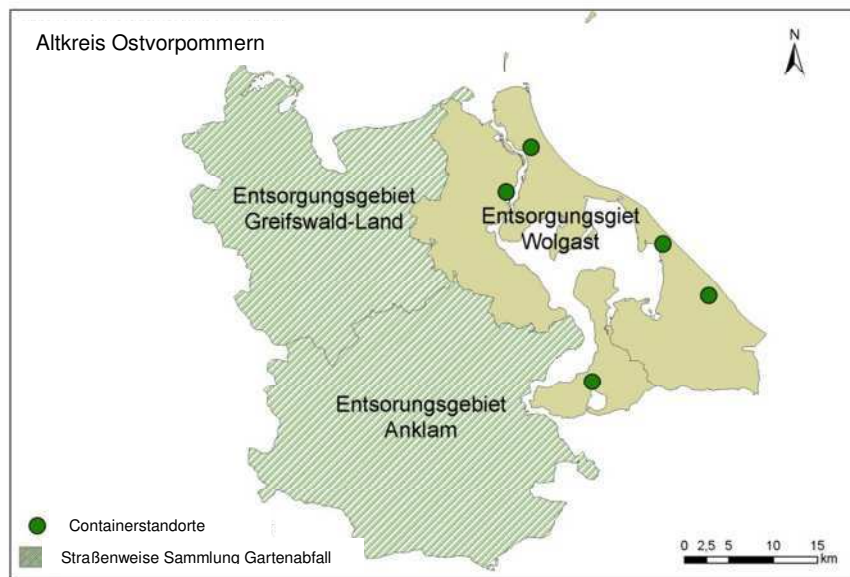 Altkreis Ostvorpommern
N
Entsorgungsgebiet
Greifswald-Land
Entsorgungsgiet
Wolgast
Entsorungsgebiet
Anklam
Containerstandorte
Straßenweise Sammlung Gartenabfall
0 2,5 5 10 15
km